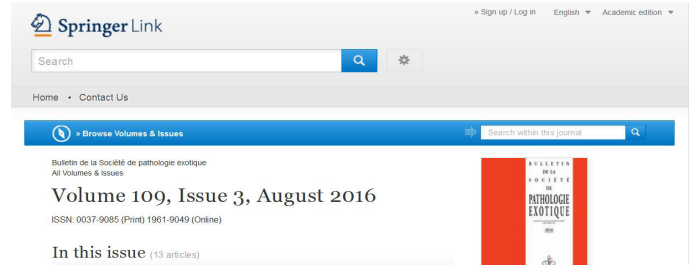 » Sign up / Log in English Academic edition
Springer Link
Search
Home • Contact Us
» Browse Volumes & Issues
Search within this journal
Bulletin de la Société de pathologie exotique
All Volumes & Issues
Volume 109, Issue 3, August 2016
ISSN: 0037-9085 (Print) 1961-9049 (Online)
In this issue (13 articles)
BULLETIN
DE LA
SOCIÉTÉ
DE
PATHOLOGIE
EXOTIQUE
2016